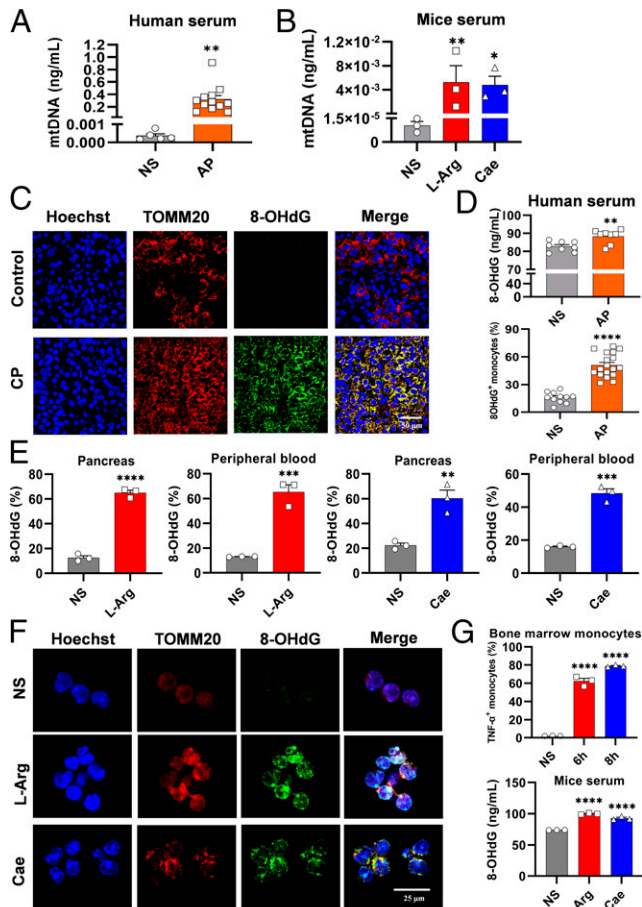 A
Human serum
mtDNA (ng/mL)
1.2
1.0
0.8
0.6
0.4
0.2
0.001
0.000
**
NS
AP
B
Mice serum
mtDNA (ng/mL)
1.2×10⁻²
4×10⁻³
4×10⁻³
1.5×10⁻⁵
0
**
*
NS
L-Arg
Cae
C
Hoechst TOMM20 8-OHdG Merge
Control
CP
50 μm
D
Human serum
8-OHdG (ng/mL)
100
90
80
70
40
0
**
NS
AP
8OHdG⁺ monocytes (%)
90
60
30
0
****
NS
AP
E
Pancreas
8-OHdG (%)
80
60
40
20
0
****
NS
L-Arg
Peripheral blood
8-OHdG (%)
80
60
40
20
0
***
NS
L-Arg
Pancreas
8-OHdG (%)
80
60
40
20
0
**
NS
Cae
Peripheral blood
8-OHdG (%)
60
40
20
0
***
NS
Cae
F
Hoechst TOMM20 8-OHdG Merge
NS
L-Arg
Cae
25 μm
G
Bone marrow monocytes
TNF-α⁺ monocytes (%)
100
80
60
40
20
0
****
****
NS
6h
8h
Mice serum
8-OHdG (ng/mL)
150
100
50
0
****
****
NS
Arg
Cae